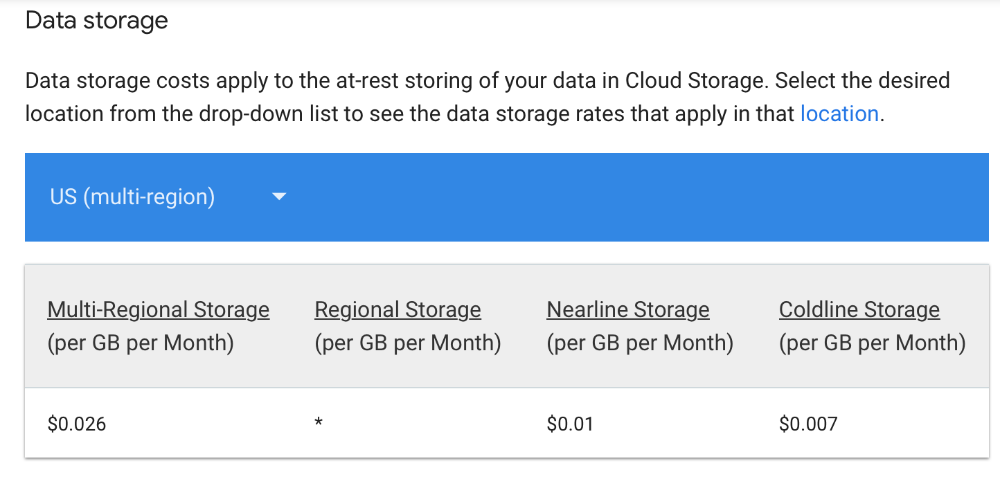 Data storage
Data storage costs apply to the at-rest storing of your data in Cloud Storage. Select the desired
location from the drop-down list to see the data storage rates that apply in that location.
US (multi-region)
Multi-Regional Storage Regional Storage Nearline Storage Coldline Storage
(per GB per Month) (per GB per Month) (per GB per Month) (per GB per Month)
$0.026 * $0.01 $0.007